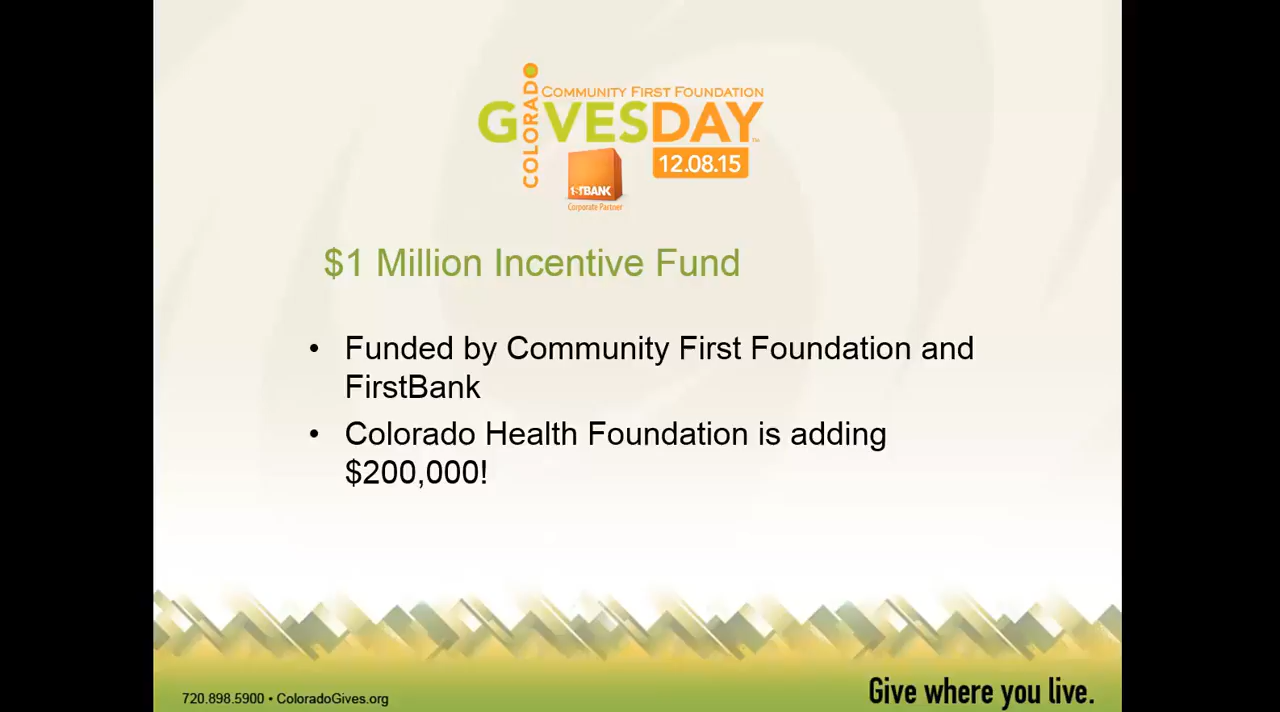 COLORADO
COMMUNITY FIRST FOUNDATION
GIVESDAY™
12.08.15
1STBANK
Corporate Partner
$1 Million Incentive Fund
• Funded by Community First Foundation and
FirstBank
• Colorado Health Foundation is adding
$200,000!
720.898.5900 • ColoradoGives.org
Give where you live.